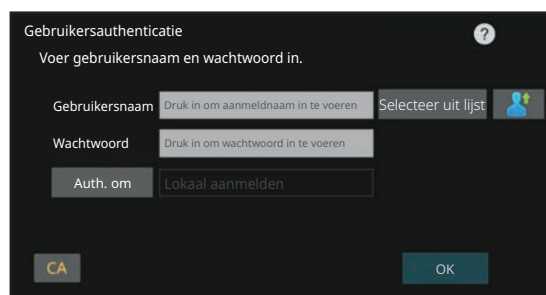 Gebruikersauthenticatie ?
Voer gebruikersnaam en wachtwoord in.
Gebruikersnaam Druk in om aanmeldnaam in te voeren Selecteer uit lijst
Wachtwoord Druk in om wachtwoord in te voeren
Auth. om Lokaal aanmelden
CA OK